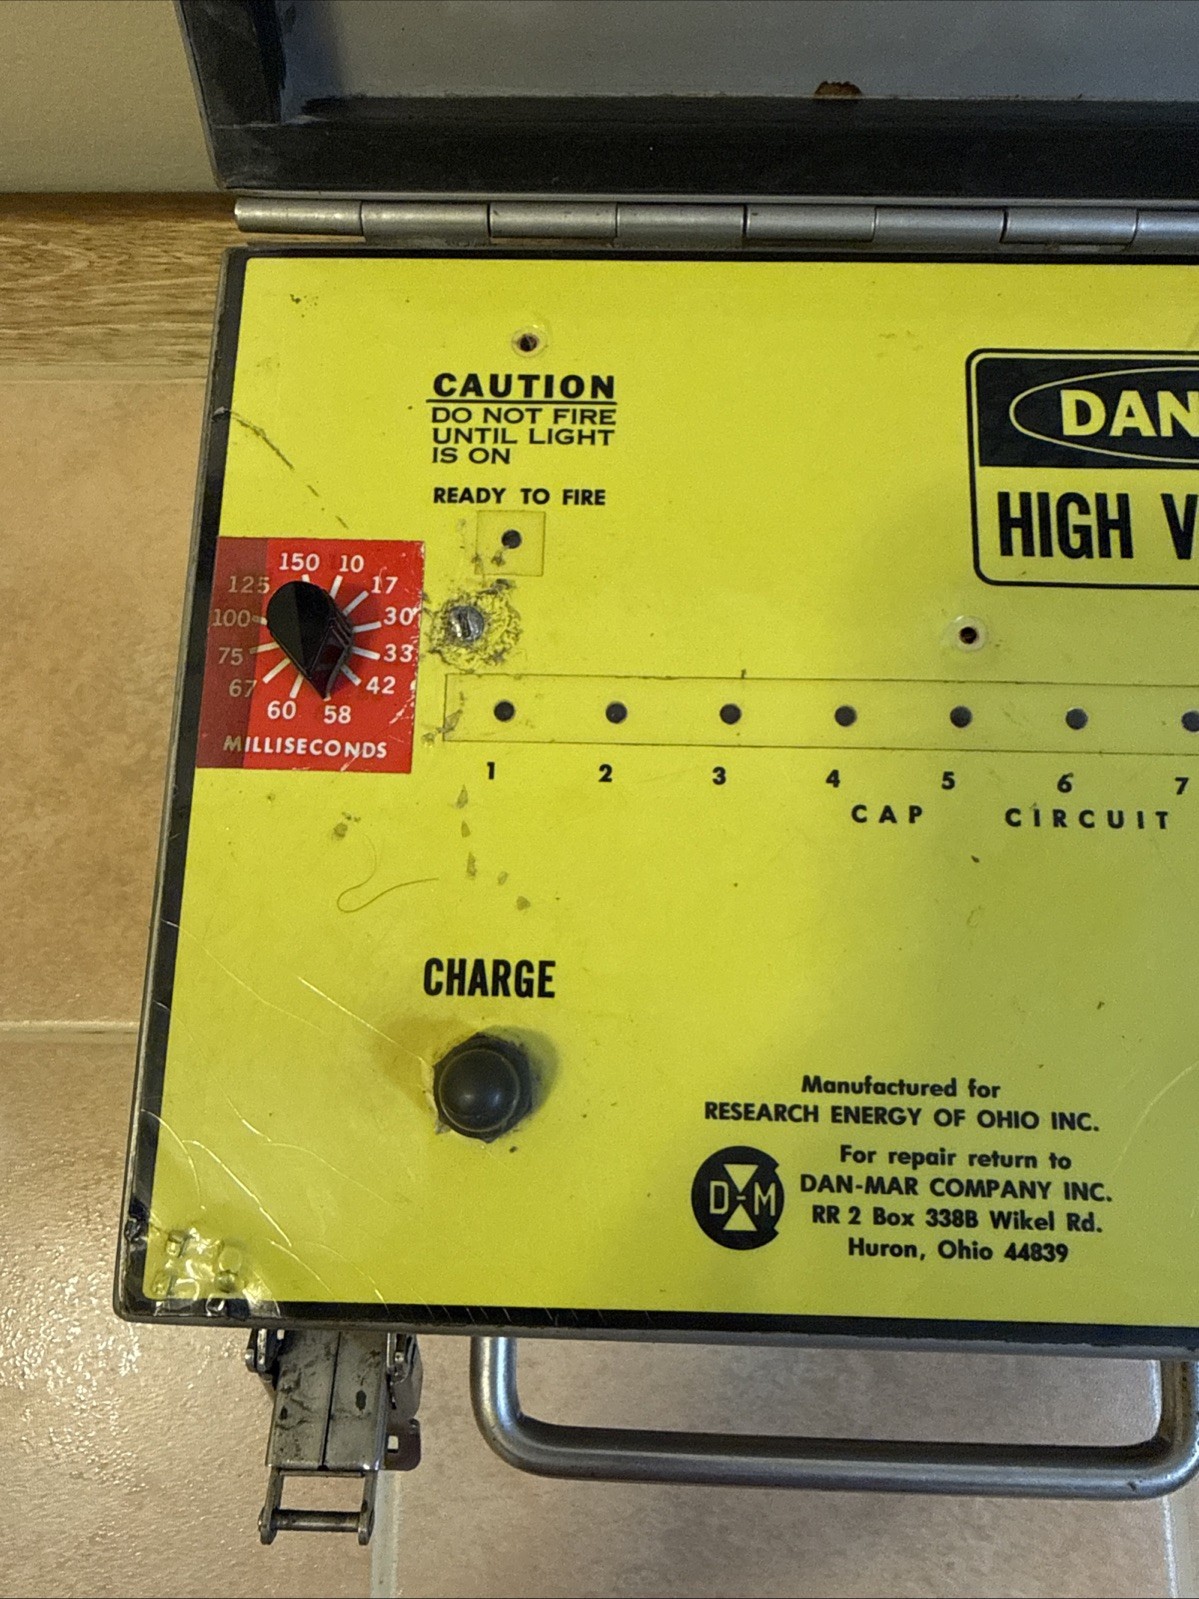 CAUTION
DO NOT FIRE
UNTIL LIGHT
IS ON
READY TO FIRE
DAN
HIGH V
150 10
125 17
100 30
75 33
67 42
60 58
MILLISECONDS
1 2 3 4 5 6 7
CAP CIRCUIT
CHARGE
Manufactured for
RESEARCH ENERGY OF OHIO INC.
For repair return to
D-M DAN-MAR COMPANY INC.
RR 2 Box 338B Wikel Rd.
Huron, Ohio 44839